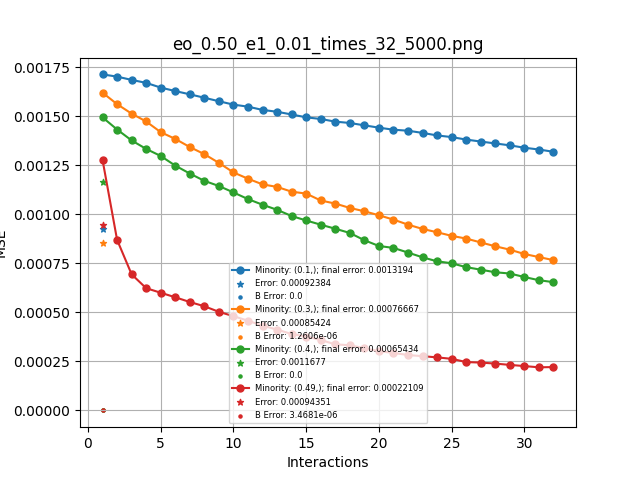 eo_0.50_e1_0.01_times_32_5000.png
MSE
0.00175
0.00150
0.00125
0.00100
0.00075
0.00050
0.00025
0.00000
Minority: (0.1,); final error: 0.0013194
Error: 0.00092384
B Error: 0.0
Minority: (0.3,); final error: 0.00076667
Error: 0.00085424
B Error: 1.2606e-06
Minority: (0.4,); final error: 0.00065434
Error: 0.0011677
B Error: 0.0
Minority: (0.49,); final error: 0.00022109
Error: 0.00094351
B Error: 3.4681e-06
0 5 10 15 20 25 30
Interactions